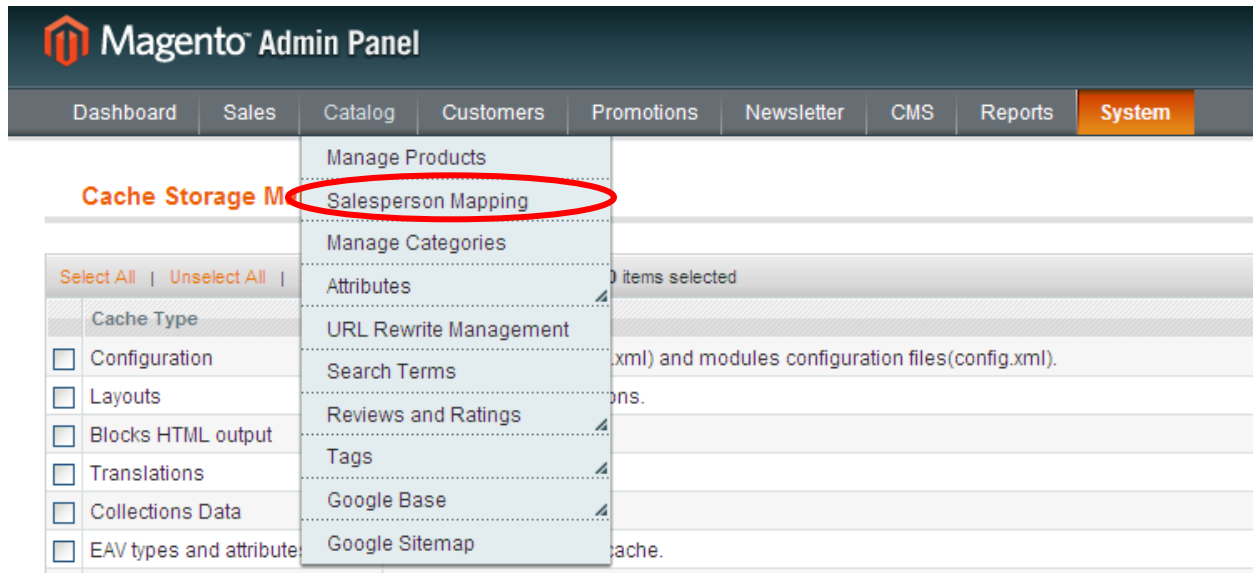 Magento™ Admin Panel
Dashboard Sales Catalog Customers Promotions Newsletter CMS Reports System
Manage Products
Cache Storage
Salesperson Mapping
Manage Categories
Select All | Unselect All | items selected
Attributes
Cache Type
URL Rewrite Management
Configuration .xml) and modules configuration files(config.xml).
Search Terms
Layouts
Reviews and Ratings
Blocks HTML output
Tags
Translations
Google Base
Collections Data
Google Sitemap
EAV types and attribute cache.